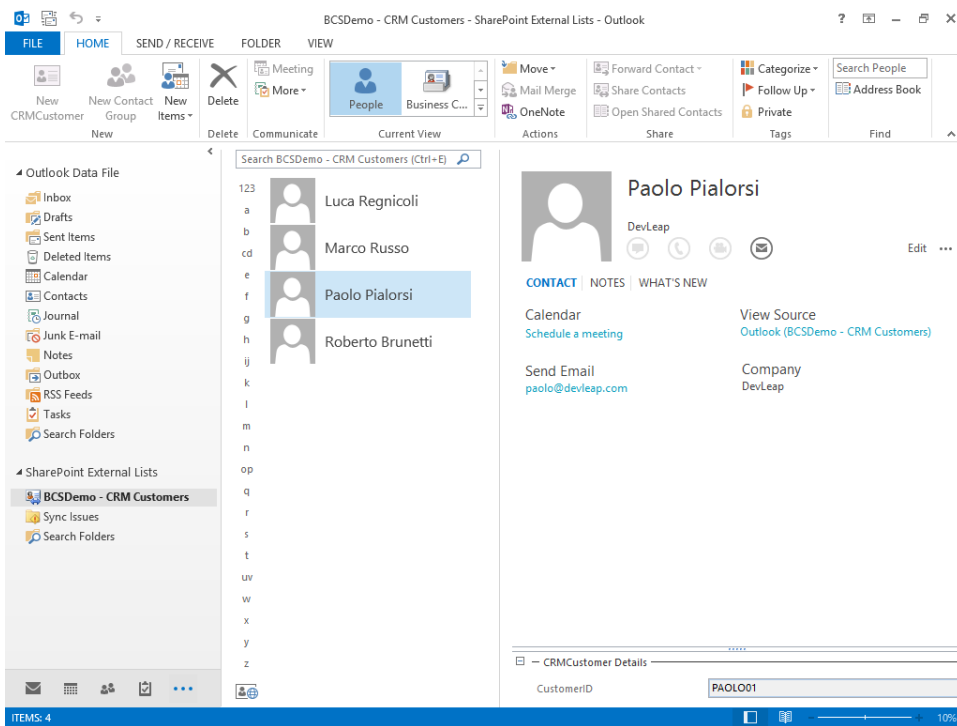 BCSDemo - CRM Customers - SharePoint External Lists - Outlook
FILE HOME SEND / RECEIVE FOLDER VIEW
New CRMCustomer
New Contact Group
New Items
New
Delete
Delete
Meeting
More
Communicate
People
Business C...
Current View
Move
Mail Merge
OneNote
Actions
Forward Contact
Share Contacts
Open Shared Contacts
Share
Categorize
Follow Up
Private
Tags
Search People
Address Book
Find
Outlook Data File
Inbox
Drafts
Sent Items
Deleted Items
Calendar
Contacts
Journal
Junk E-mail
Notes
Outbox
RSS Feeds
Tasks
Search Folders
SharePoint External Lists
BCSDemo - CRM Customers
Sync Issues
Search Folders
Search BCSDemo - CRM Customers (Ctrl+E)
123
a
b
cd
e
f
g
h
ij
k
l
m
n
op
q
r
s
t
uv
w
x
y
z
Luca Regnicoli
Marco Russo
Paolo Pialorsi
Roberto Brunetti
Paolo Pialorsi
DevLeap
Edit
CONTACT NOTES WHAT'S NEW
Calendar
Schedule a meeting
View Source
Outlook (BCSDemo - CRM Customers)
Send Email
paolo@devleap.com
Company
DevLeap
CRMCustomer Details
CustomerID PAOLO01
ITEMS: 4
10%